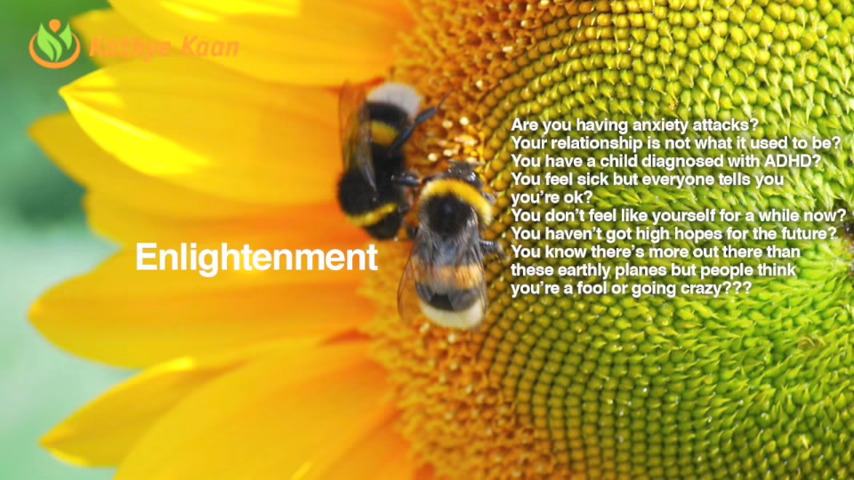 Kathye Kaan
Enlightenment
Are you having anxiety attacks?
Your relationship is not what it used to be?
You have a child diagnosed with ADHD?
You feel sick but everyone tells you
you're ok?
You don't feel like yourself for a while now?
You haven't got high hopes for the future?
You know there's more out there than
these earthly planes but people think
you're a fool or going crazy???